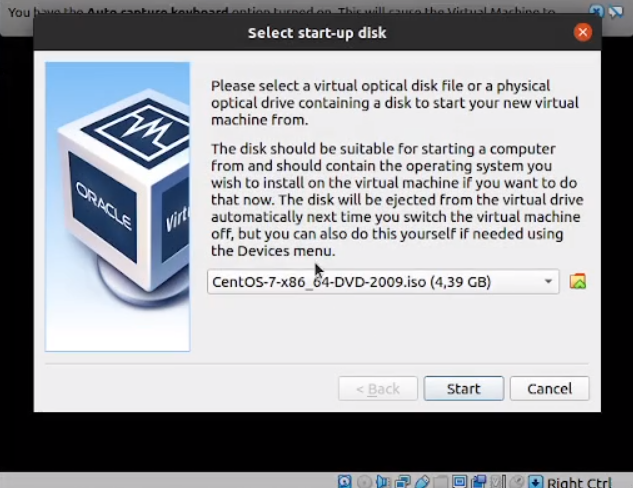 You have the Auto capture keyboard option turned on. This will cause the Virtual Machine to
Select start-up disk
Please select a virtual optical disk file or a physical
optical drive containing a disk to start your new virtual
machine from.
The disk should be suitable for starting a computer
from and should contain the operating system you
wish to install on the virtual machine if you want to do
that now. The disk will be ejected from the virtual drive
automatically next time you switch the virtual machine
off, but you can also do this yourself if needed using
the Devices menu.
ORACLE
Virt
CentOS-7-x86_64-DVD-2009.iso (4,39 GB)
< Back
Start
Cancel
Right Ctrl